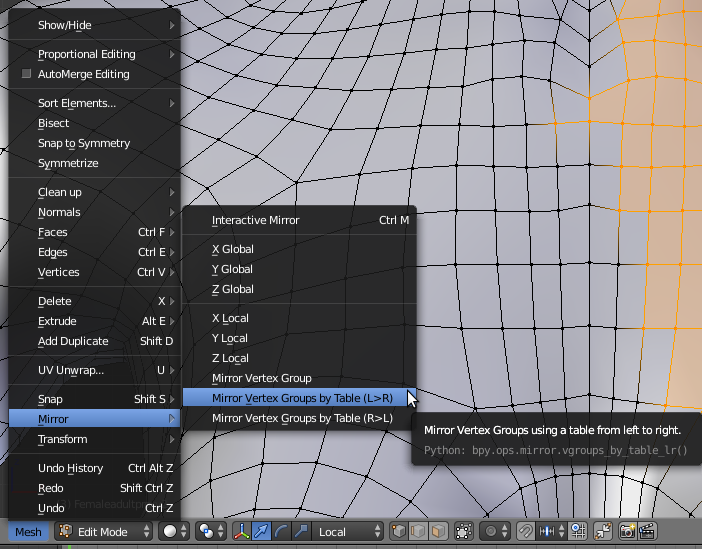 Show/Hide
Proportional Editing
AutoMerge Editing
Sort Elements...
Bisect
Snap to Symmetry
Symmetrize
Clean up
Normals
Faces Ctrl F
Edges Ctrl E
Vertices Ctrl V
Delete X
Extrude Alt E
Add Duplicate Shift D
UV Unwrap... U
Snap Shift S
Mirror
Transform
Undo History Ctrl Alt Z
Redo Shift Ctrl Z
Undo Ctrl Z
Interactive Mirror Ctrl M
X Global
Y Global
Z Global
X Local
Y Local
Z Local
Mirror Vertex Group
Mirror Vertex Groups by Table (L>R)
Mirror Vertex Groups by Table (R>L)
Mirror Vertex Groups using a table from left to right.
Python: bpy.ops.mirror.vgroups_by_table_lr()
Mesh Edit Mode Local